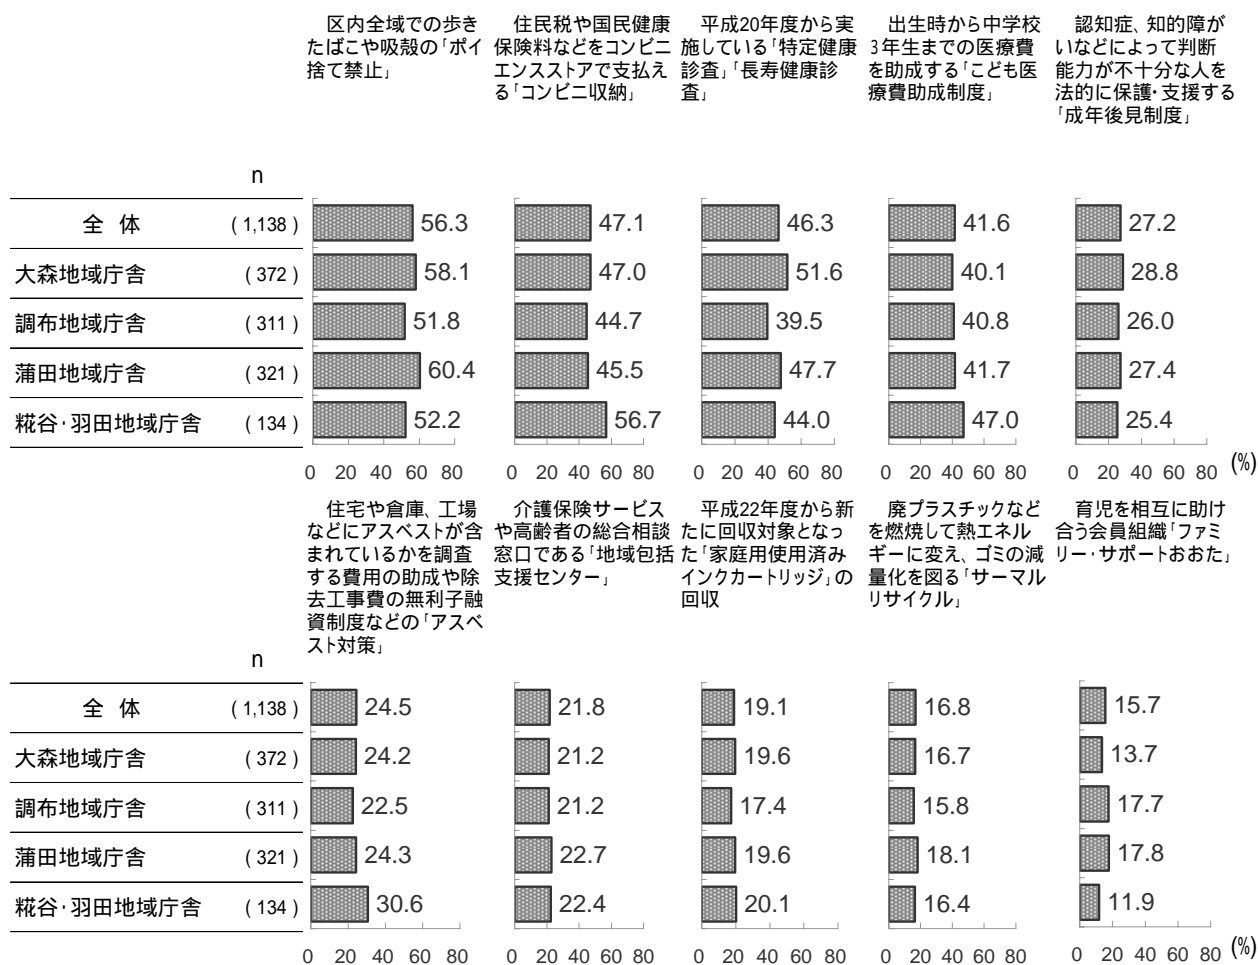 区内全域での歩き
たばこや吸殻の「ポイ
捨て禁止」
住民税や国民健康
保険料などをコンビニ
エンスストアで支払え
る「コンビニ収納」
平成20年度から実
施している「特定健康
診査」「長寿健康診
査」
出生時から中学校
3年生までの医療費
を助成する「こども医
療費助成制度」
認知症、知的障が
いなどによって判断
能力が不十分な人を
法的に保護・支援する
「成年後見制度」
n
全 体 (1,138) 56.3 47.1 46.3 41.6 27.2
大森地域庁舎 (372) 58.1 47.0 51.6 40.1 28.8
調布地域庁舎 (311) 51.8 44.7 39.5 40.8 26.0
蒲田地域庁舎 (321) 60.4 45.5 47.7 41.7 27.4
糀谷・羽田地域庁舎 (134) 52.2 56.7 44.0 47.0 25.4
0 20 40 60 80 0 20 40 60 80 0 20 40 60 80 0 20 40 60 80 0 20 40 60 80 (%)
住宅や倉庫、工場
などにアスベストが含
まれているかを調査
する費用の助成や除
去工事費の無利子融
資制度などの「アスベ
スト対策」
介護保険サービス
や高齢者の総合相談
窓口である「地域包括
支援センター」
平成22年度から新
たに回収対象となっ
た「家庭用使用済み
インクカートリッジ」の
回収
廃プラスチックなど
を燃焼して熱エネル
ギーに変え、ゴミの減
量化を図る「サーマル
リサイクル」
育児を相互に助け
合う会員組織「ファミ
リー・サポートおおた」
n
全 体 (1,138) 24.5 21.8 19.1 16.8 15.7
大森地域庁舎 (372) 24.2 21.2 19.6 16.7 13.7
調布地域庁舎 (311) 22.5 21.2 17.4 15.8 17.7
蒲田地域庁舎 (321) 24.3 22.7 19.6 18.1 17.8
糀谷・羽田地域庁舎 (134) 30.6 22.4 20.1 16.4 11.9
0 20 40 60 80 0 20 40 60 80 0 20 40 60 80 0 20 40 60 80 0 20 40 60 80 (%)